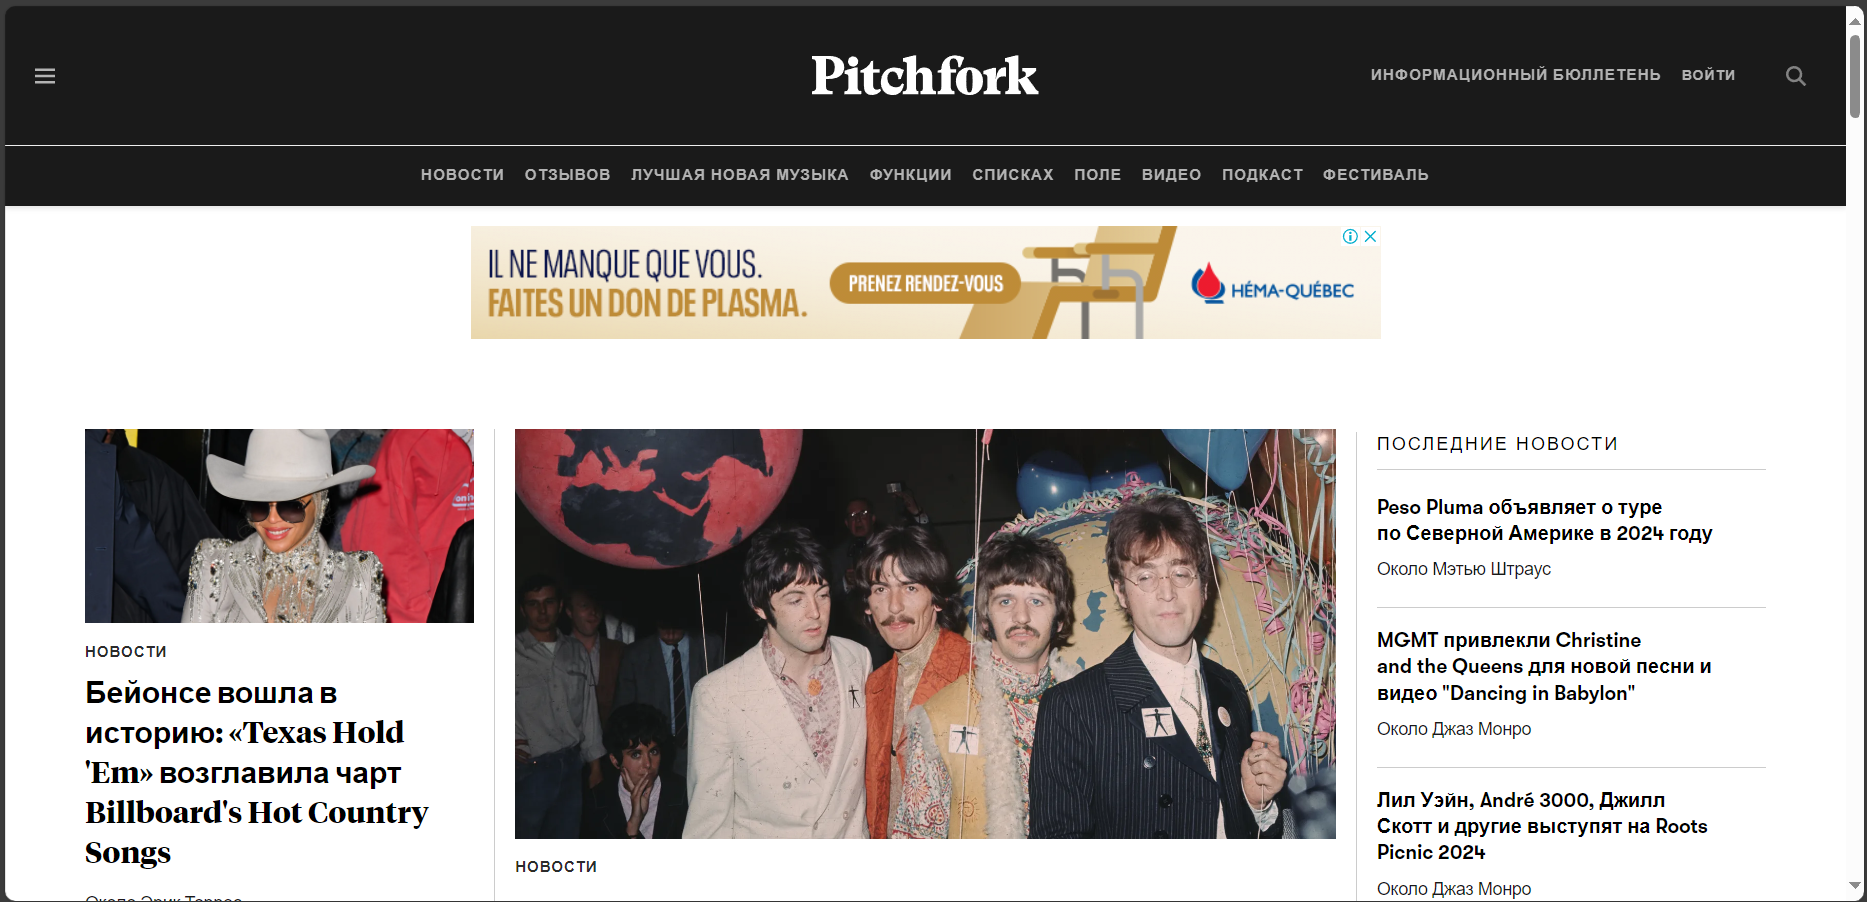 Pitchfork
ИНФОРМАЦИОННЫЙ БЮЛЛЕТЕНЬ
ВОЙТИ
НОВОСТИ ОТЗЫВОВ ЛУЧШАЯ НОВАЯ МУЗЫКА ФУНКЦИИ СПИСКАХ ПОЛЕ ВИДЕО ПОДКАСТ ФЕСТИВАЛЬ
IL NE MANQUE QUE VOUS.
FAITES UN DON DE PLASMA.
PRENEZ RENDEZ-VOUS
HÉMA-QUÉBEC
НОВОСТИ
Бейонсе вошла в
историю: «Texas Hold
'Em» возглавила чарт
Billboard's Hot Country
Songs
Около Эрик Торрес
НОВОСТИ
ПОСЛЕДНИЕ НОВОСТИ
Peso Pluma объявляет о туре
по Северной Америке в 2024 году
Около Мэтью Штраус
MGMT привлекли Christine
and the Queens для новой песни и
видео "Dancing in Babylon"
Около Джаз Монро
Лил Уэйн, André 3000, Джилл
Скотт и другие выступят на Roots
Picnic 2024
Около Джаз Монро